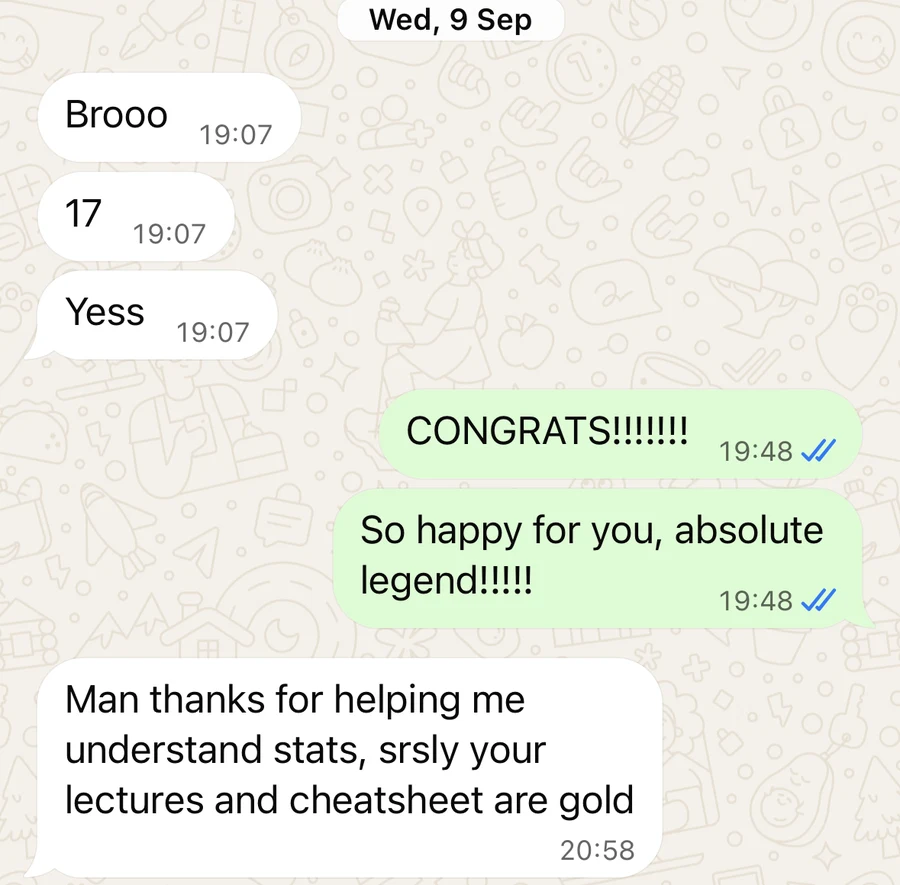 Wed, 9 Sep
Brooo
19:07
17
19:07
Yess
19:07
CONGRATS!!!!!!!
19:48
So happy for you, absolute
legend!!!!!
19:48
Man thanks for helping me
understand stats, srsly your
lectures and cheatsheet are gold
20:58